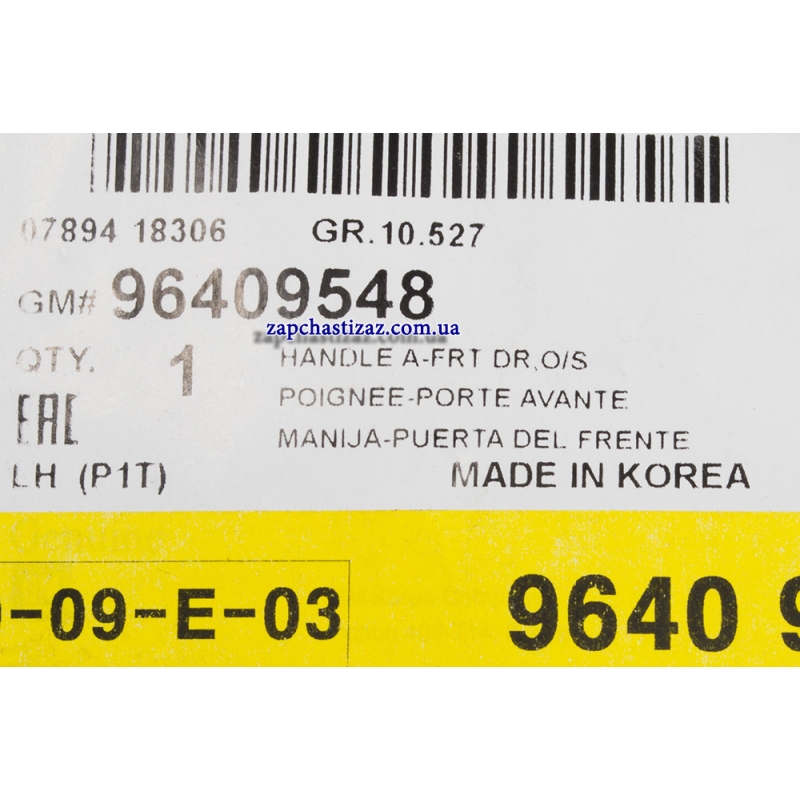 07894 18306 GR.10.527
GM# 96409548
zapchastizaz.com.ua
QTY. 1 HANDLE A-FRT DR,O/S
EAC POIGNEE-PORTE AVANTE
MANIJA-PUERTA DEL FRENTE
LH (P1T) MADE IN KOREA
-09-E-03 9640 9